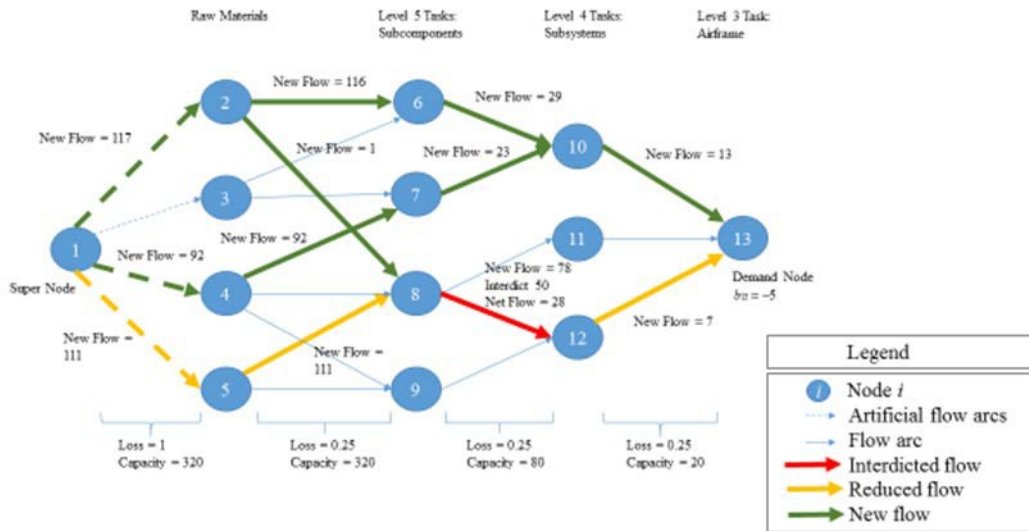 Raw Materials
Level 5 Tasks:
Subcomponents
Level 4 Tasks:
Subsystems
Level 3 Task:
Airframe
New Flow = 116
New Flow = 29
New Flow = 117
New Flow = 1
New Flow = 23
New Flow = 13
New Flow = 92
New Flow = 92
New Flow = 78
Interdict 50
Net Flow = 28
New Flow = 7
New Flow =
111
New Flow =
111
1
2
3
4
5
6
7
8
9
10
11
12
13
Super Node
Demand Node
bu = −5
Loss = 1
Capacity = 320
Loss = 0.25
Capacity = 320
Loss = 0.25
Capacity = 80
Loss = 0.25
Capacity = 20
Legend
i Node i
Artificial flow arcs
Flow arc
Interdicted flow
Reduced flow
New flow